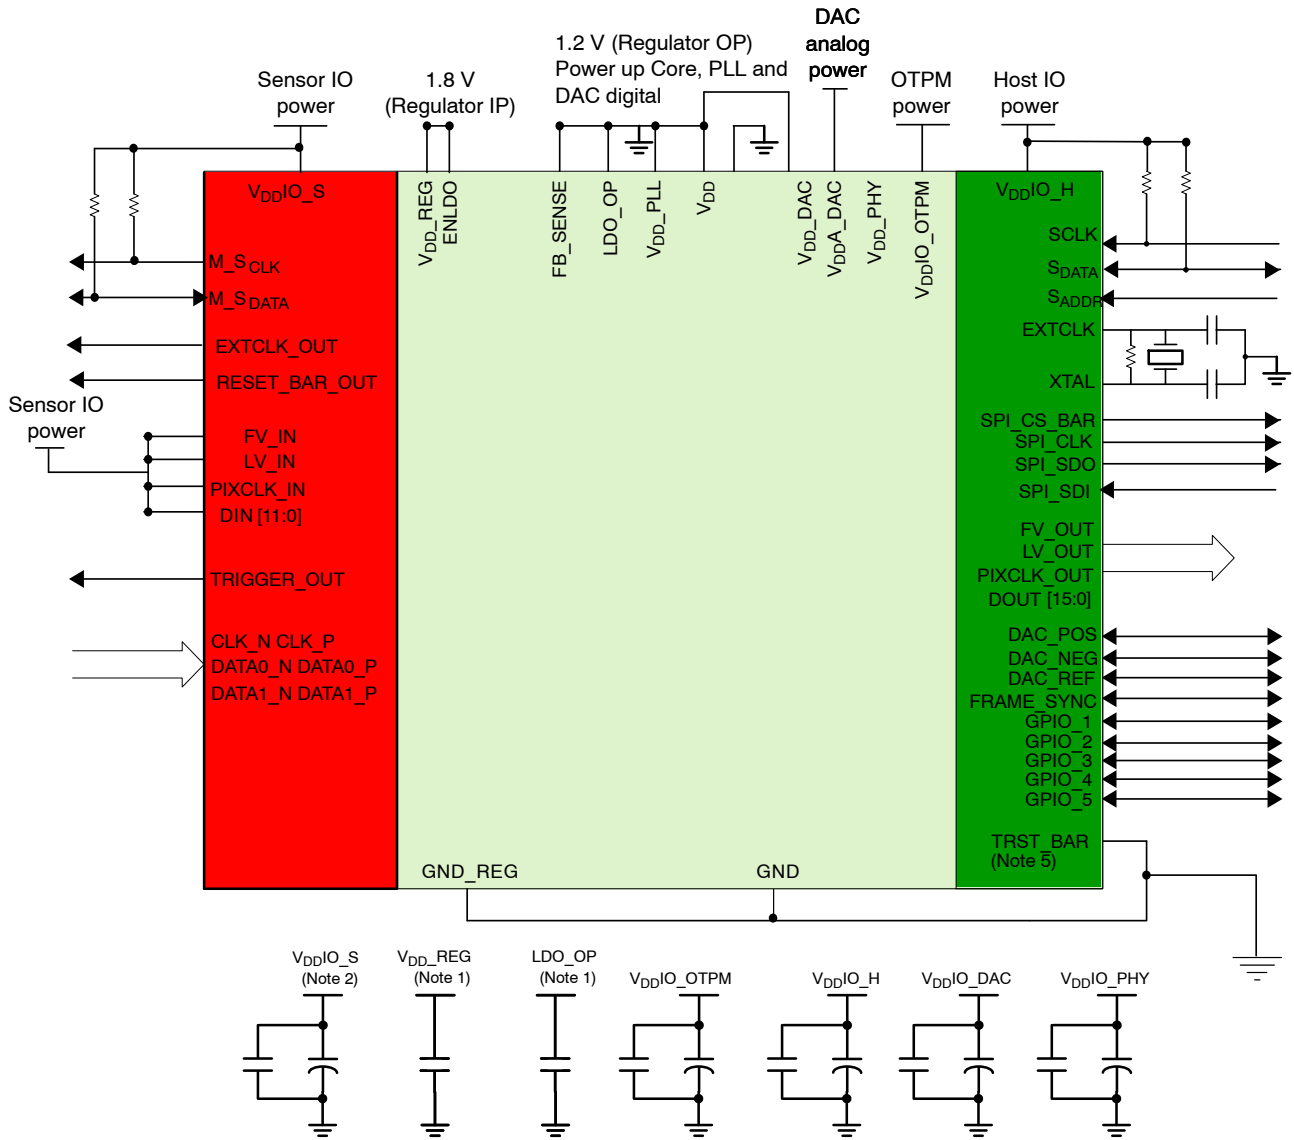 DAC
analog
power
1.2 V (Regulator OP)
Power up Core, PLL and
DAC digital
Sensor IO
power
1.8 V
(Regulator IP)
OTPM
power
Host IO
power
VDDIO_S
VDD_REG
ENLDO
FB_SENSE
LDO_OP
VDD_PLL
VDD
VDD_DAC
VDDA_DAC
VDD_PHY
VDDIO_OTPM
VDDIO_H
M_SCLK
M_SDATA
EXTCLK_OUT
RESET_BAR_OUT
Sensor IO
power
FV_IN
LV_IN
PIXCLK_IN
DIN [11:0]
TRIGGER_OUT
CLK_N CLK_P
DATA0_N DATA0_P
DATA1_N DATA1_P
SCLK
SDATA
SADDR
EXTCLK
XTAL
SPI_CS_BAR
SPI_CLK
SPI_SDO
SPI_SDI
FV_OUT
LV_OUT
PIXCLK_OUT
DOUT [15:0]
DAC_POS
DAC_NEG
DAC_REF
FRAME_SYNC
GPIO_1
GPIO_2
GPIO_3
GPIO_4
GPIO_5
TRST_BAR
(Note 5)
GND_REG
GND
VDDIO_S
(Note 2)
VDD_REG
(Note 1)
LDO_OP
(Note 1)
VDDIO_OTPM
VDDIO_H
VDDIO_DAC
VDDIO_PHY